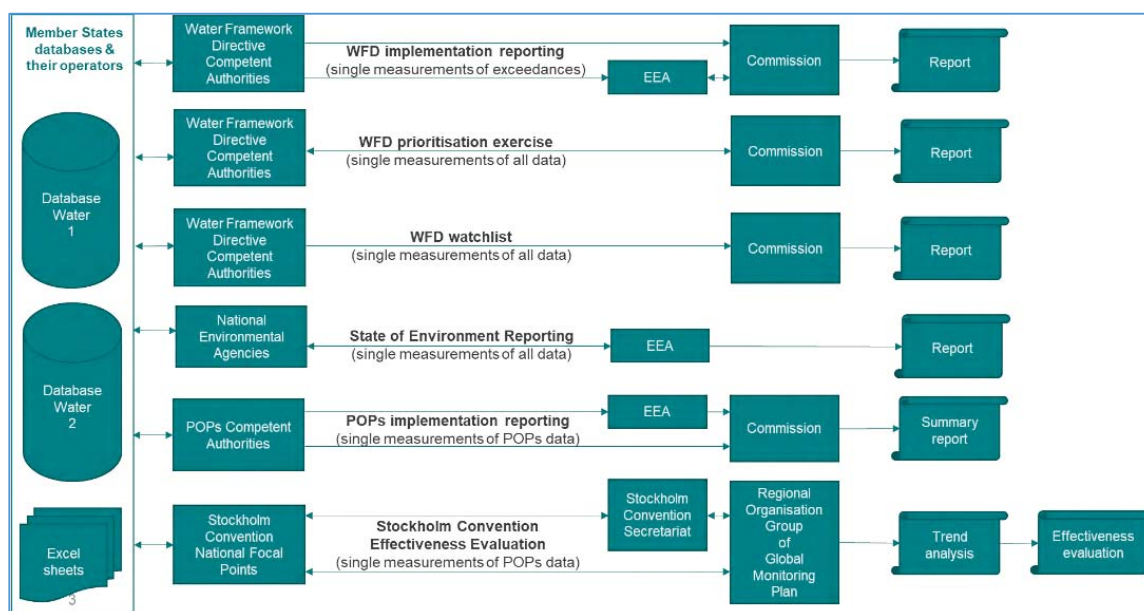 Member States
databases &
their operators
Database
Water
1
Database
Water
2
Excel
sheets
3
Water Framework
Directive
Competent
Authorities
WFD implementation reporting
(single measurements of exceedances)
EEA
Commission
Report
Water Framework
Directive
Competent
Authorities
WFD prioritisation exercise
(single measurements of all data)
Commission
Report
Water Framework
Directive
Competent
Authorities
WFD watchlist
(single measurements of all data)
Commission
Report
National
Environmental
Agencies
State of Environment Reporting
(single measurements of all data)
EEA
Report
POPs Competent
Authorities
POPs implementation reporting
(single measurements of POPs data)
EEA
Commission
Summary
report
Stockholm
Convention
National Focal
Points
Stockholm Convention
Effectiveness Evaluation
(single measurements of POPs data)
Stockholm
Convention
Secretariat
Regional
Organisation
Group
of
Global
Monitoring
Plan
Trend
analysis
Effectiveness
evaluation